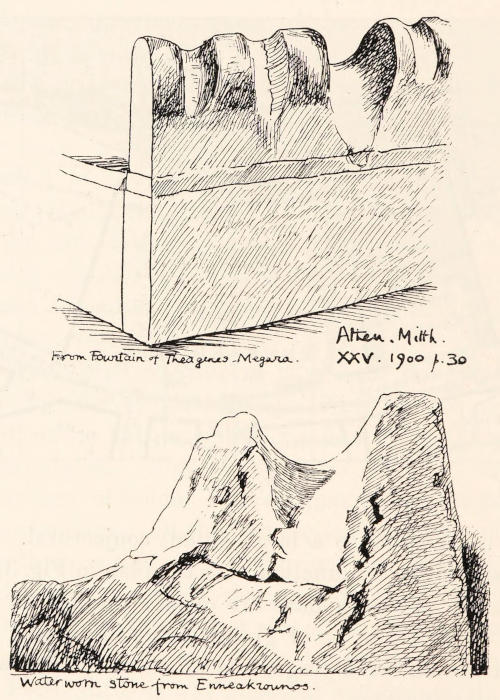 From Fountain of Theagenes - Megara.
Athen. Mitth.
XXV. 1900 p. 30
Water worn stone from Enneakrounos.